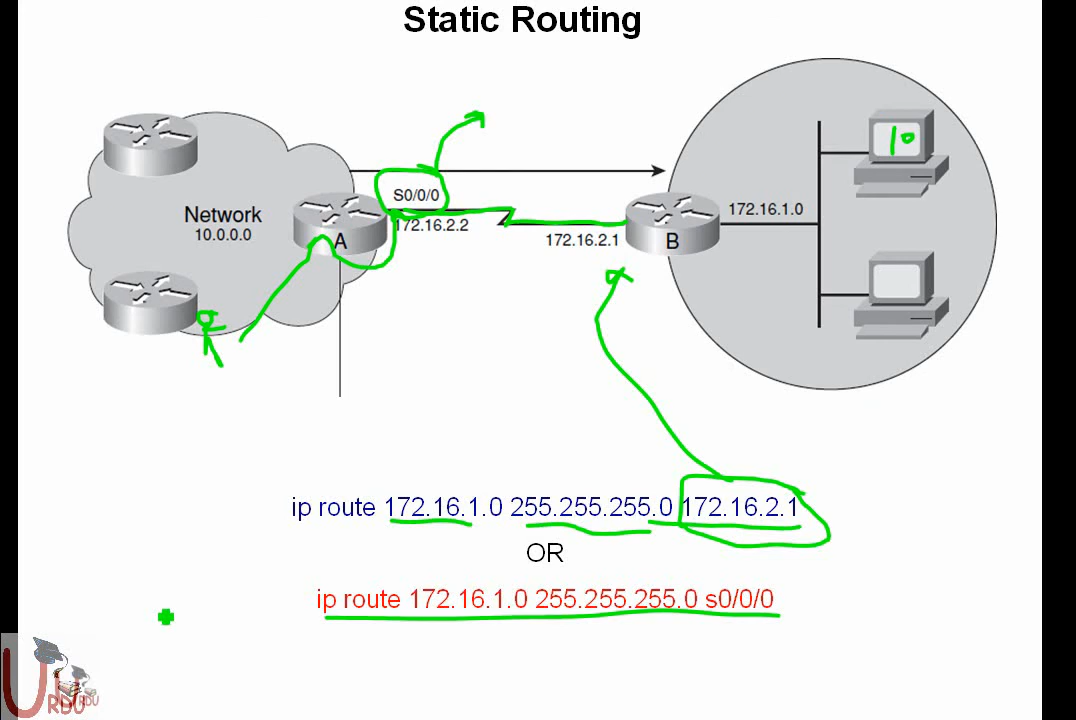 Static Routing
10
S0/0/0
172.16.1.0
Network
10.0.0.0
172.16.2.2
A
172.16.2.1
B
ip route 172.16.1.0 255.255.255.0 172.16.2.1
OR
ip route 172.16.1.0 255.255.255.0 s0/0/0
URDU